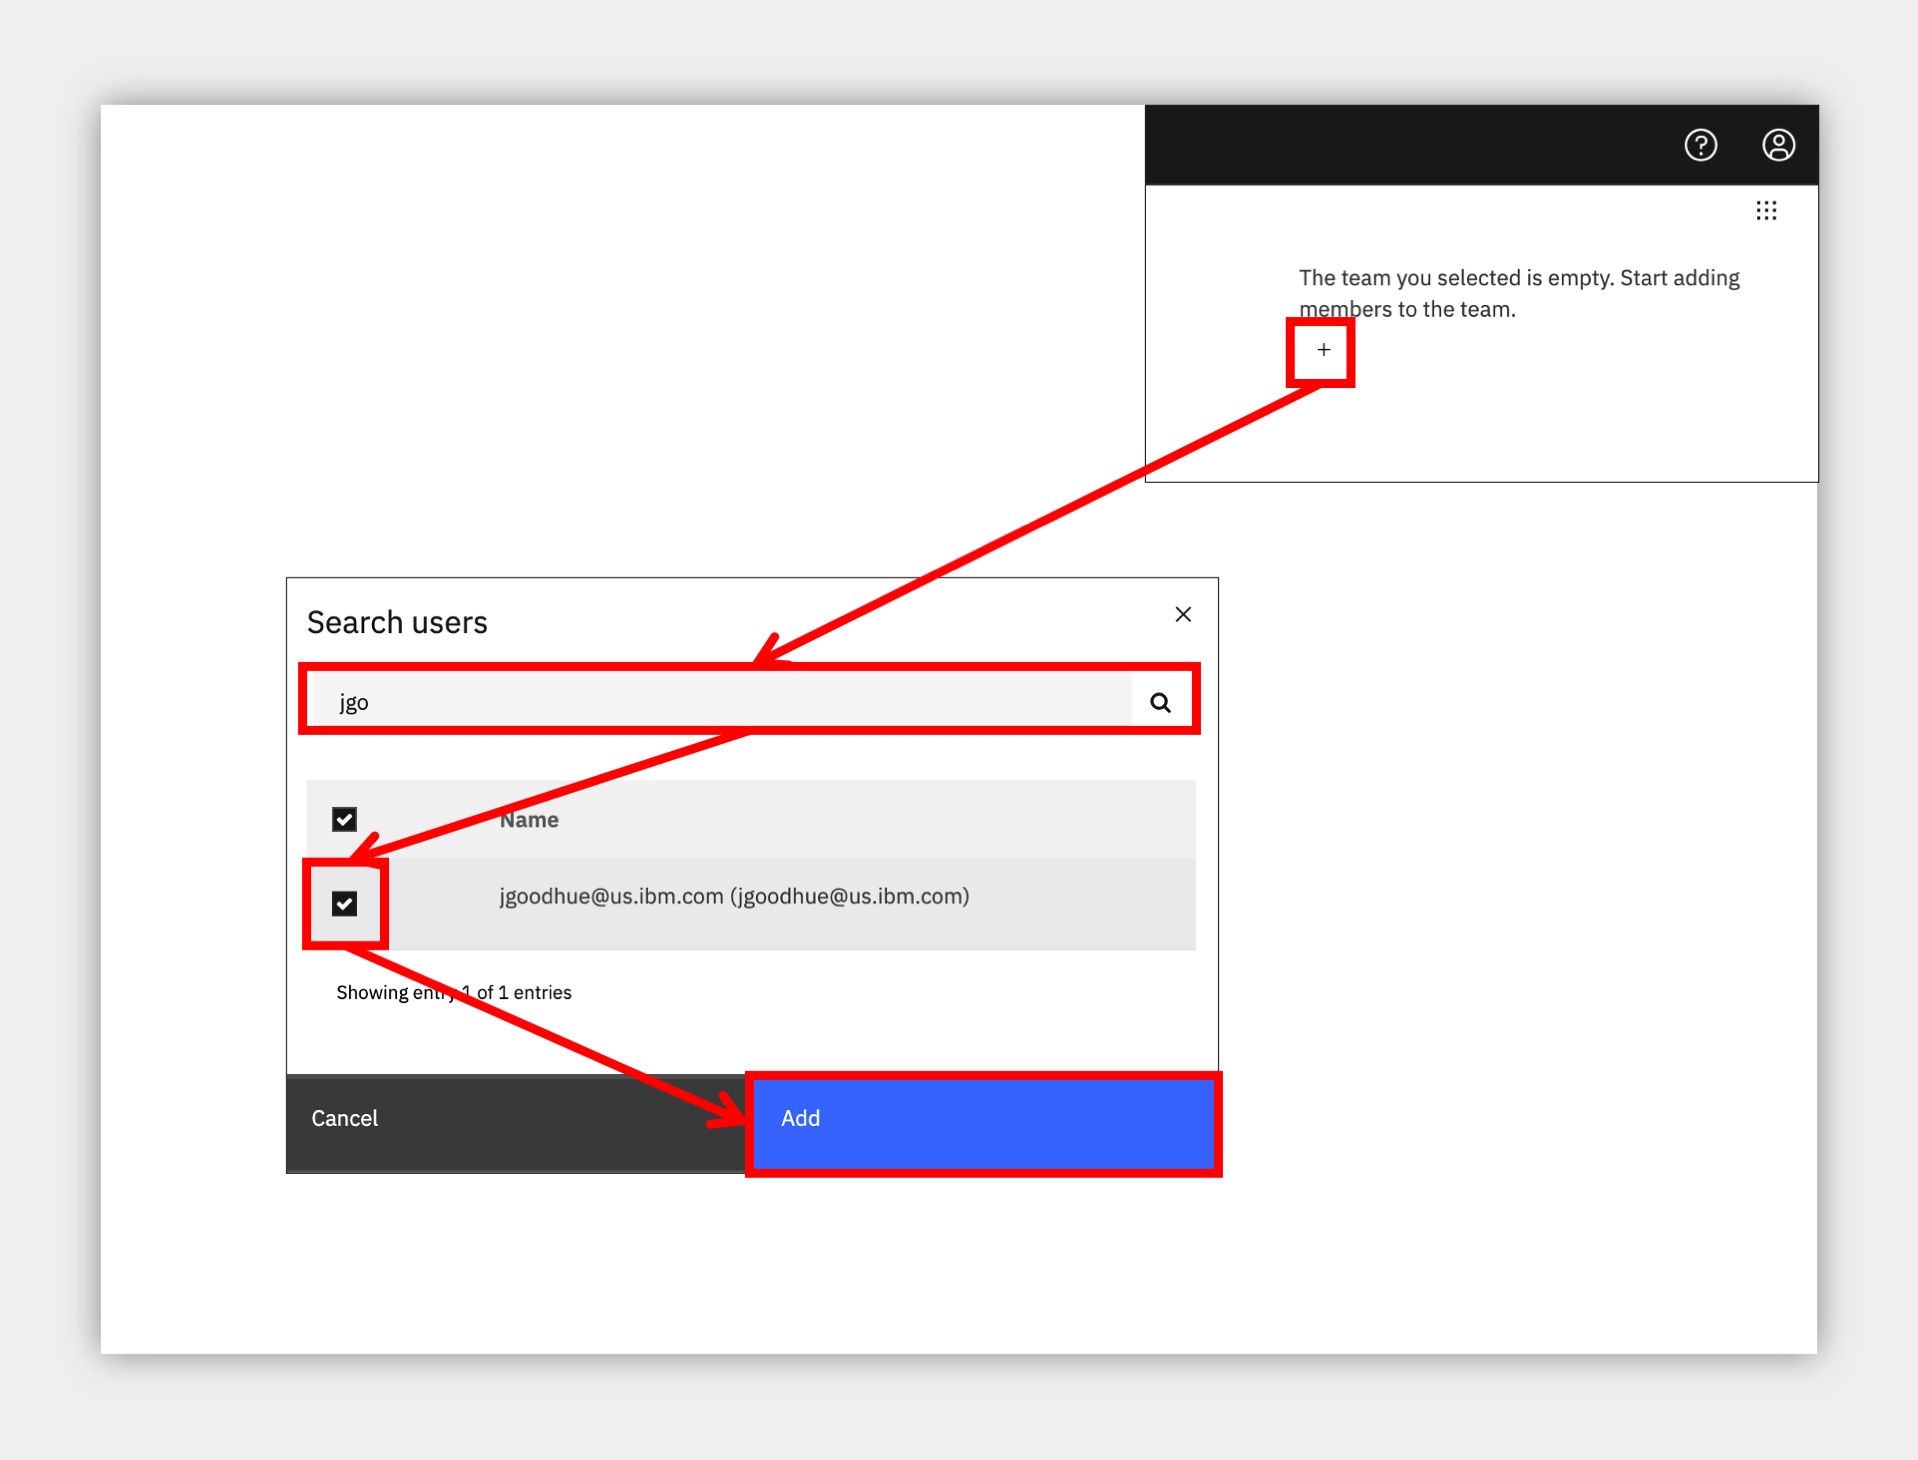 The team you selected is empty. Start adding
members to the team.
+
Search users
jgo
Name
jgoodhue@us.ibm.com (jgoodhue@us.ibm.com)
Showing entry 1 of 1 entries
Cancel
Add